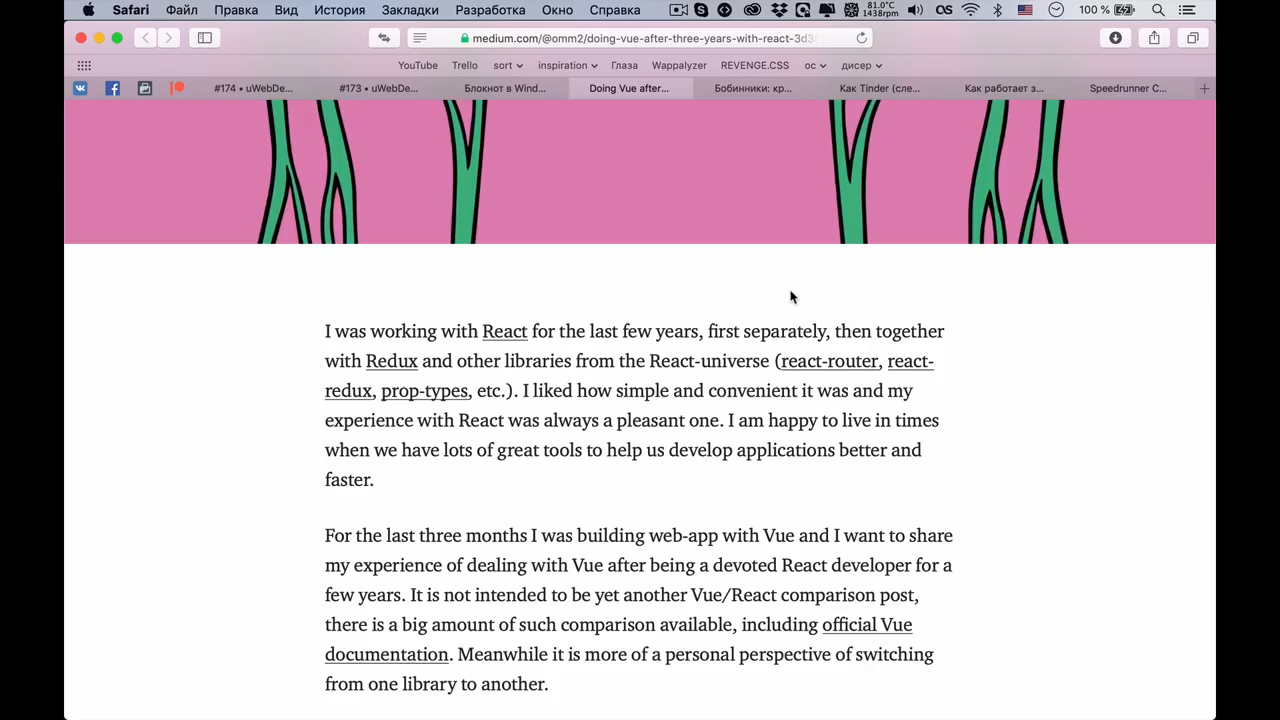 Safari Файл Правка Вид История Закладки Разработка Окно Справка 81.0°C 1438rpm 100 %
medium.com/@omm2/doing-vue-after-three-years-with-react-3d3
YouTube Trello sort inspiration Глаза Wappalyzer REVENGE.CSS ос дисер
#174 • uWebDe... #173 • uWebDe... Блокнот в Wind... Doing Vue after... Бобинники: кр... Как Tinder (сле... Как работает з... Speedrunner C...
I was working with React for the last few years, first separately, then together
with Redux and other libraries from the React-universe (react-router, react-
redux, prop-types, etc.). I liked how simple and convenient it was and my
experience with React was always a pleasant one. I am happy to live in times
when we have lots of great tools to help us develop applications better and
faster.
For the last three months I was building web-app with Vue and I want to share
my experience of dealing with Vue after being a devoted React developer for a
few years. It is not intended to be yet another Vue/React comparison post,
there is a big amount of such comparison available, including official Vue
documentation. Meanwhile it is more of a personal perspective of switching
from one library to another.